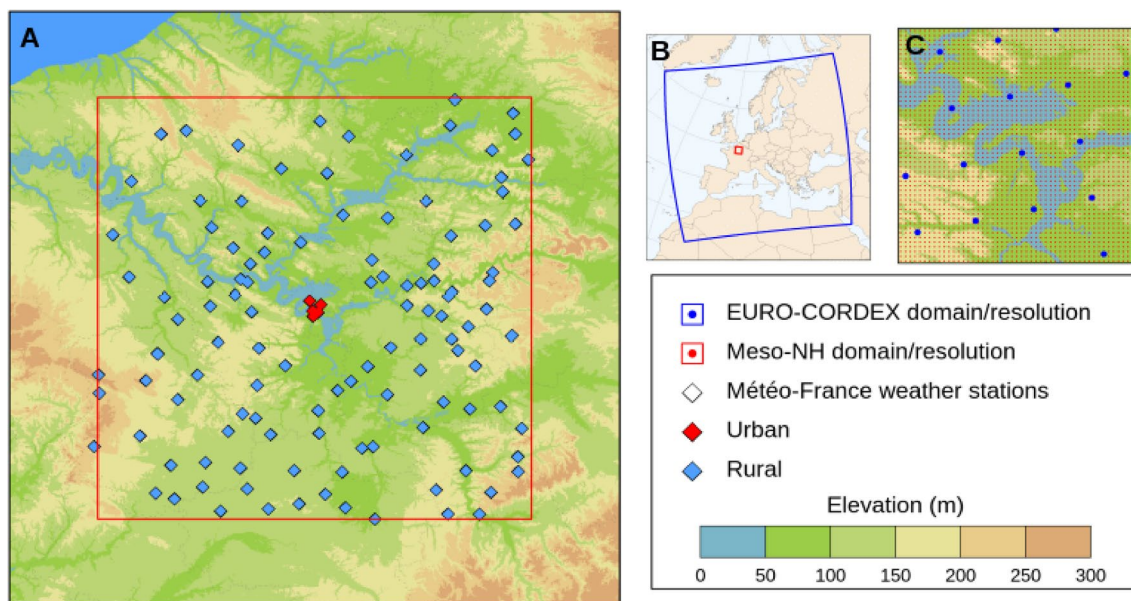 A
B
C
EURO-CORDEX domain/resolution
Meso-NH domain/resolution
Météo-France weather stations
Urban
Rural
Elevation (m)
0 50 100 150 200 250 300